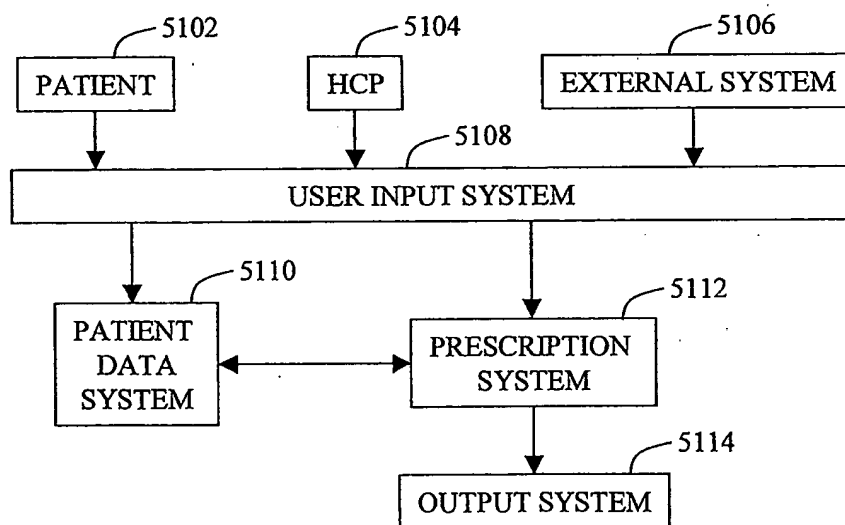 5102
5104
5106
PATIENT
HCP
EXTERNAL SYSTEM
5108
USER INPUT SYSTEM
5110
5112
PATIENT
DATA
SYSTEM
PRESCRIPTION
SYSTEM
5114
OUTPUT SYSTEM